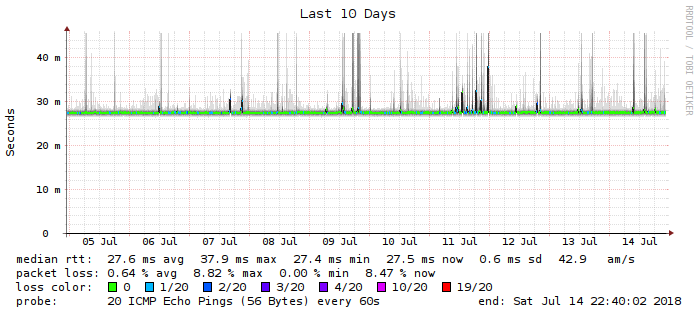 Last 10 Days
RRDTOOL / TOBI OETIKER
Seconds
40 m
30 m
20 m
10 m
0
05 Jul 06 Jul 07 Jul 08 Jul 09 Jul 10 Jul 11 Jul 12 Jul 13 Jul 14 Jul
median rtt: 27.6 ms avg 37.9 ms max 27.4 ms min 27.5 ms now 0.6 ms sd 42.9 am/s
packet loss: 0.64 % avg 8.82 % max 0.00 % min 8.47 % now
loss color: 0 1/20 2/20 3/20 4/20 10/20 19/20
probe: 20 ICMP Echo Pings (56 Bytes) every 60s end: Sat Jul 14 22:40:02 2018